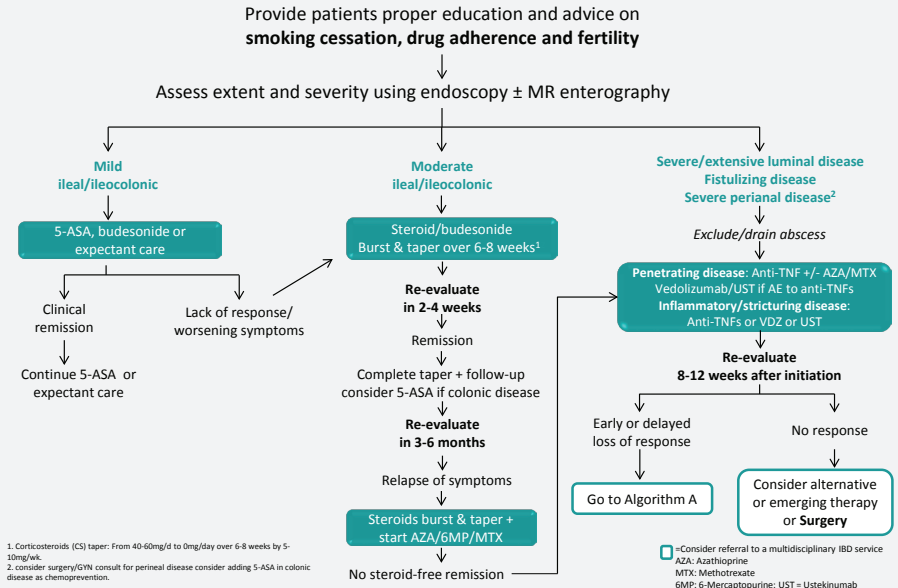 Provide patients proper education and advice on
smoking cessation, drug adherence and fertility
Assess extent and severity using endoscopy ± MR enterography
Mild
ileal/ileocolonic
5-ASA, budesonide or
expectant care
Clinical
remission
Continue 5-ASA or
expectant care
Lack of response/
worsening symptoms
Moderate
ileal/ileocolonic
Steroid/budesonide
Burst & taper over 6-8 weeks1
Re-evaluate
in 2-4 weeks
Remission
Complete taper + follow-up
consider 5-ASA if colonic disease
Re-evaluate
in 3-6 months
Relapse of symptoms
Steroids burst & taper +
start AZA/6MP/MTX
No steroid-free remission
Severe/extensive luminal disease
Fistulizing disease
Severe perianal disease2
Exclude/drain abscess
Penetrating disease: Anti-TNF +/- AZA/MTX
Vedolizumab/UST if AE to anti-TNFs
Inflammatory/stricturing disease:
Anti-TNFs or VDZ or UST
Re-evaluate
8-12 weeks after initiation
Early or delayed
loss of response
Go to Algorithm A
No response
Consider alternative
or emerging therapy
or Surgery
1. Corticosteroids (CS) taper: From 40-60mg/d to 0mg/day over 6-8 weeks by 5-
10mg/wk.
2. consider surgery/GYN consult for perineal disease consider adding 5-ASA in colonic
disease as chemoprevention.
=Consider referral to a multidisciplinary IBD service
AZA: Azathioprine
MTX: Methotrexate
6MP: 6-Mercaptopurine; UST = Ustekinumab